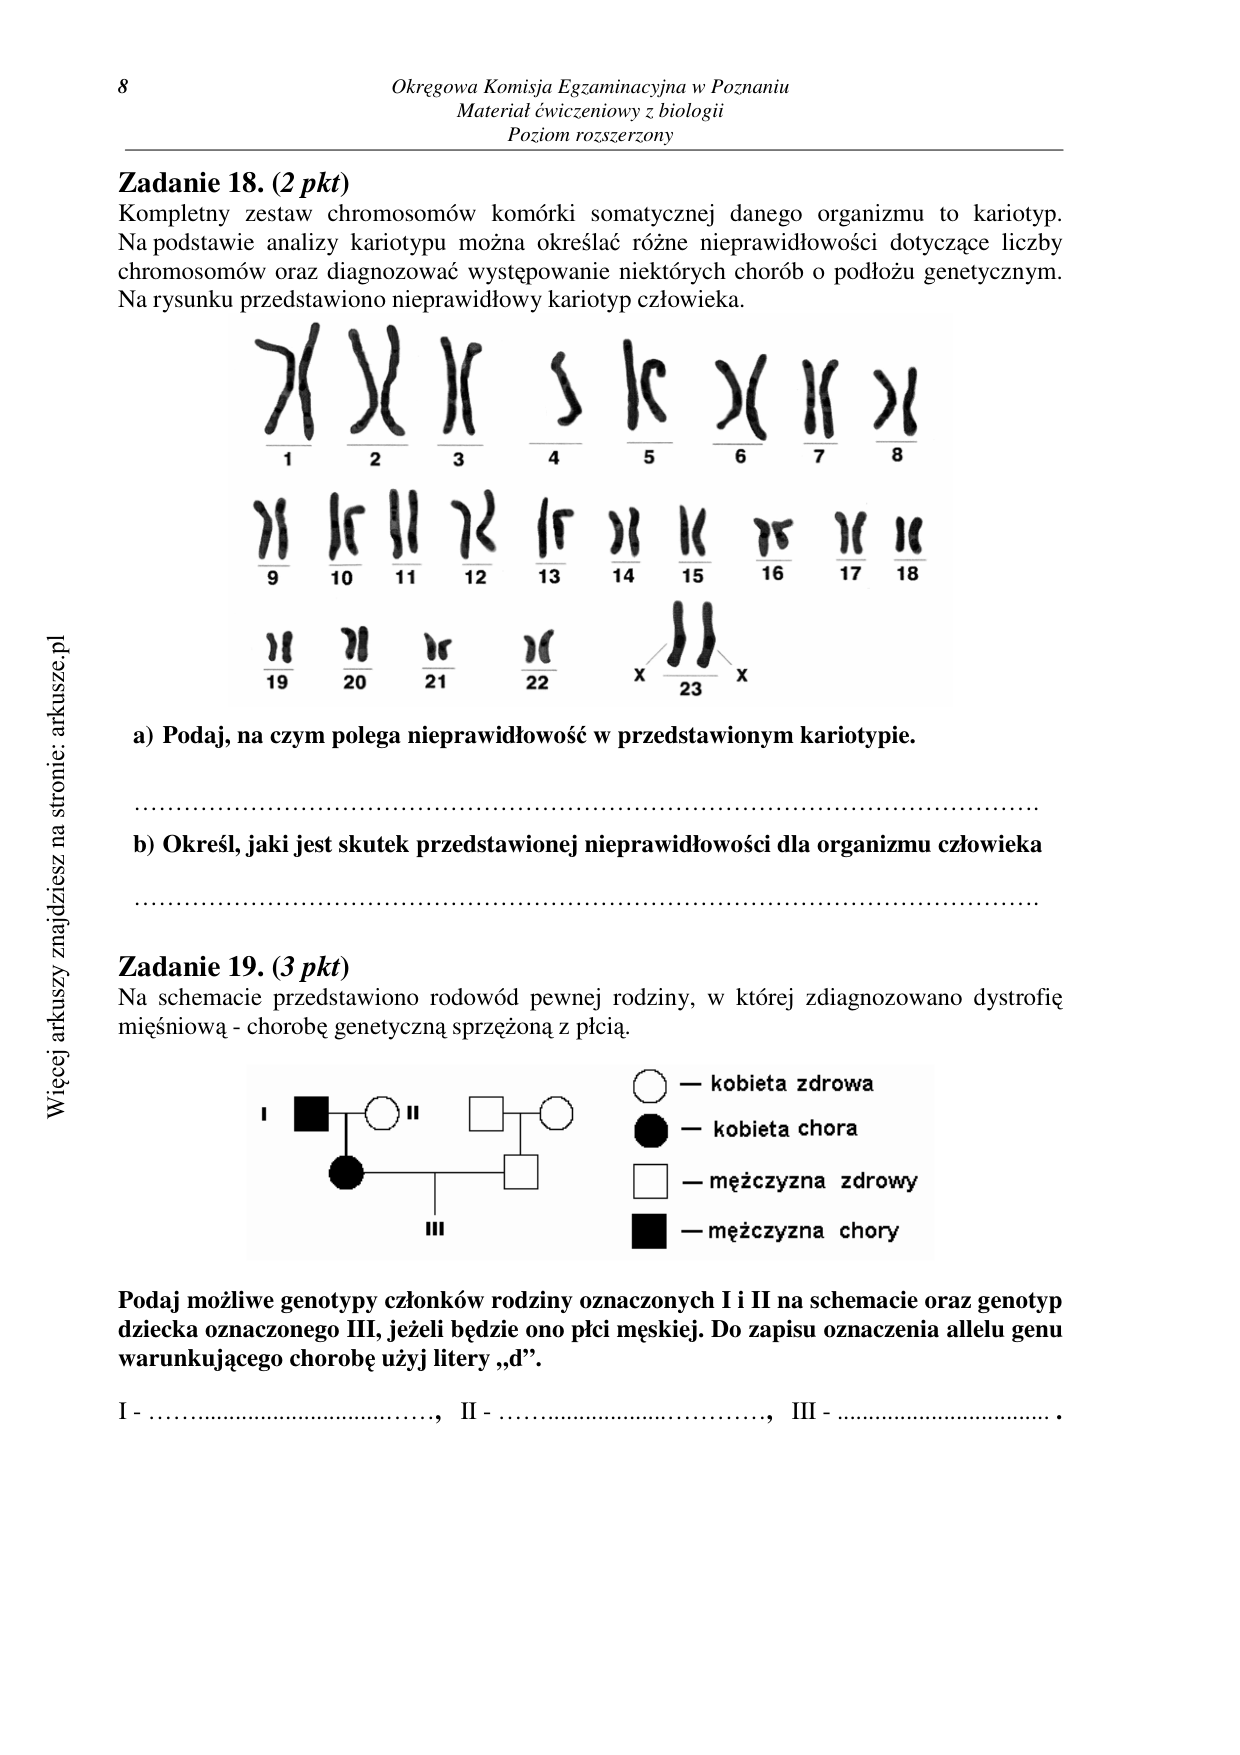 8
Okręgowa Komisja Egzaminacyjna w Poznaniu
Materiał ćwiczeniowy z biologii
Poziom rozszerzony
Zadanie 18. (2 pkt)
Kompletny zestaw chromosomów komórki somatycznej danego organizmu to kariotyp.
Na podstawie analizy kariotypu można określać różne nieprawidłowości dotyczące liczby
chromosomów oraz diagnozować występowanie niektórych chorób o podłożu genetycznym.
Na rysunku przedstawiono nieprawidłowy kariotyp człowieka.
1 2 3 4 5 6 7 8
9 10 11 12 13 14 15 16 17 18
19 20 21 22 X 23 X
a) Podaj, na czym polega nieprawidłowość w przedstawionym kariotypie.
……………………………………………………………………………………………….
b) Określ, jaki jest skutek przedstawionej nieprawidłowości dla organizmu człowieka
……………………………………………………………………………………………….
Zadanie 19. (3 pkt)
Na schemacie przedstawiono rodowód pewnej rodziny, w której zdiagnozowano dystrofię
mięśniową - chorobę genetyczną sprzężoną z płcią.
I II
III
— kobieta zdrowa
— kobieta chora
— mężczyzna zdrowy
— mężczyzna chory
Podaj możliwe genotypy członków rodziny oznaczonych I i II na schemacie oraz genotyp
dziecka oznaczonego III, jeżeli będzie ono płci męskiej. Do zapisu oznaczenia allelu genu
warunkującego chorobę użyj litery „d”.
I - ……..............................……, II - ……...................…………, III - .................................. .
Więcej arkuszy znajdziesz na stronie: arkusze.pl